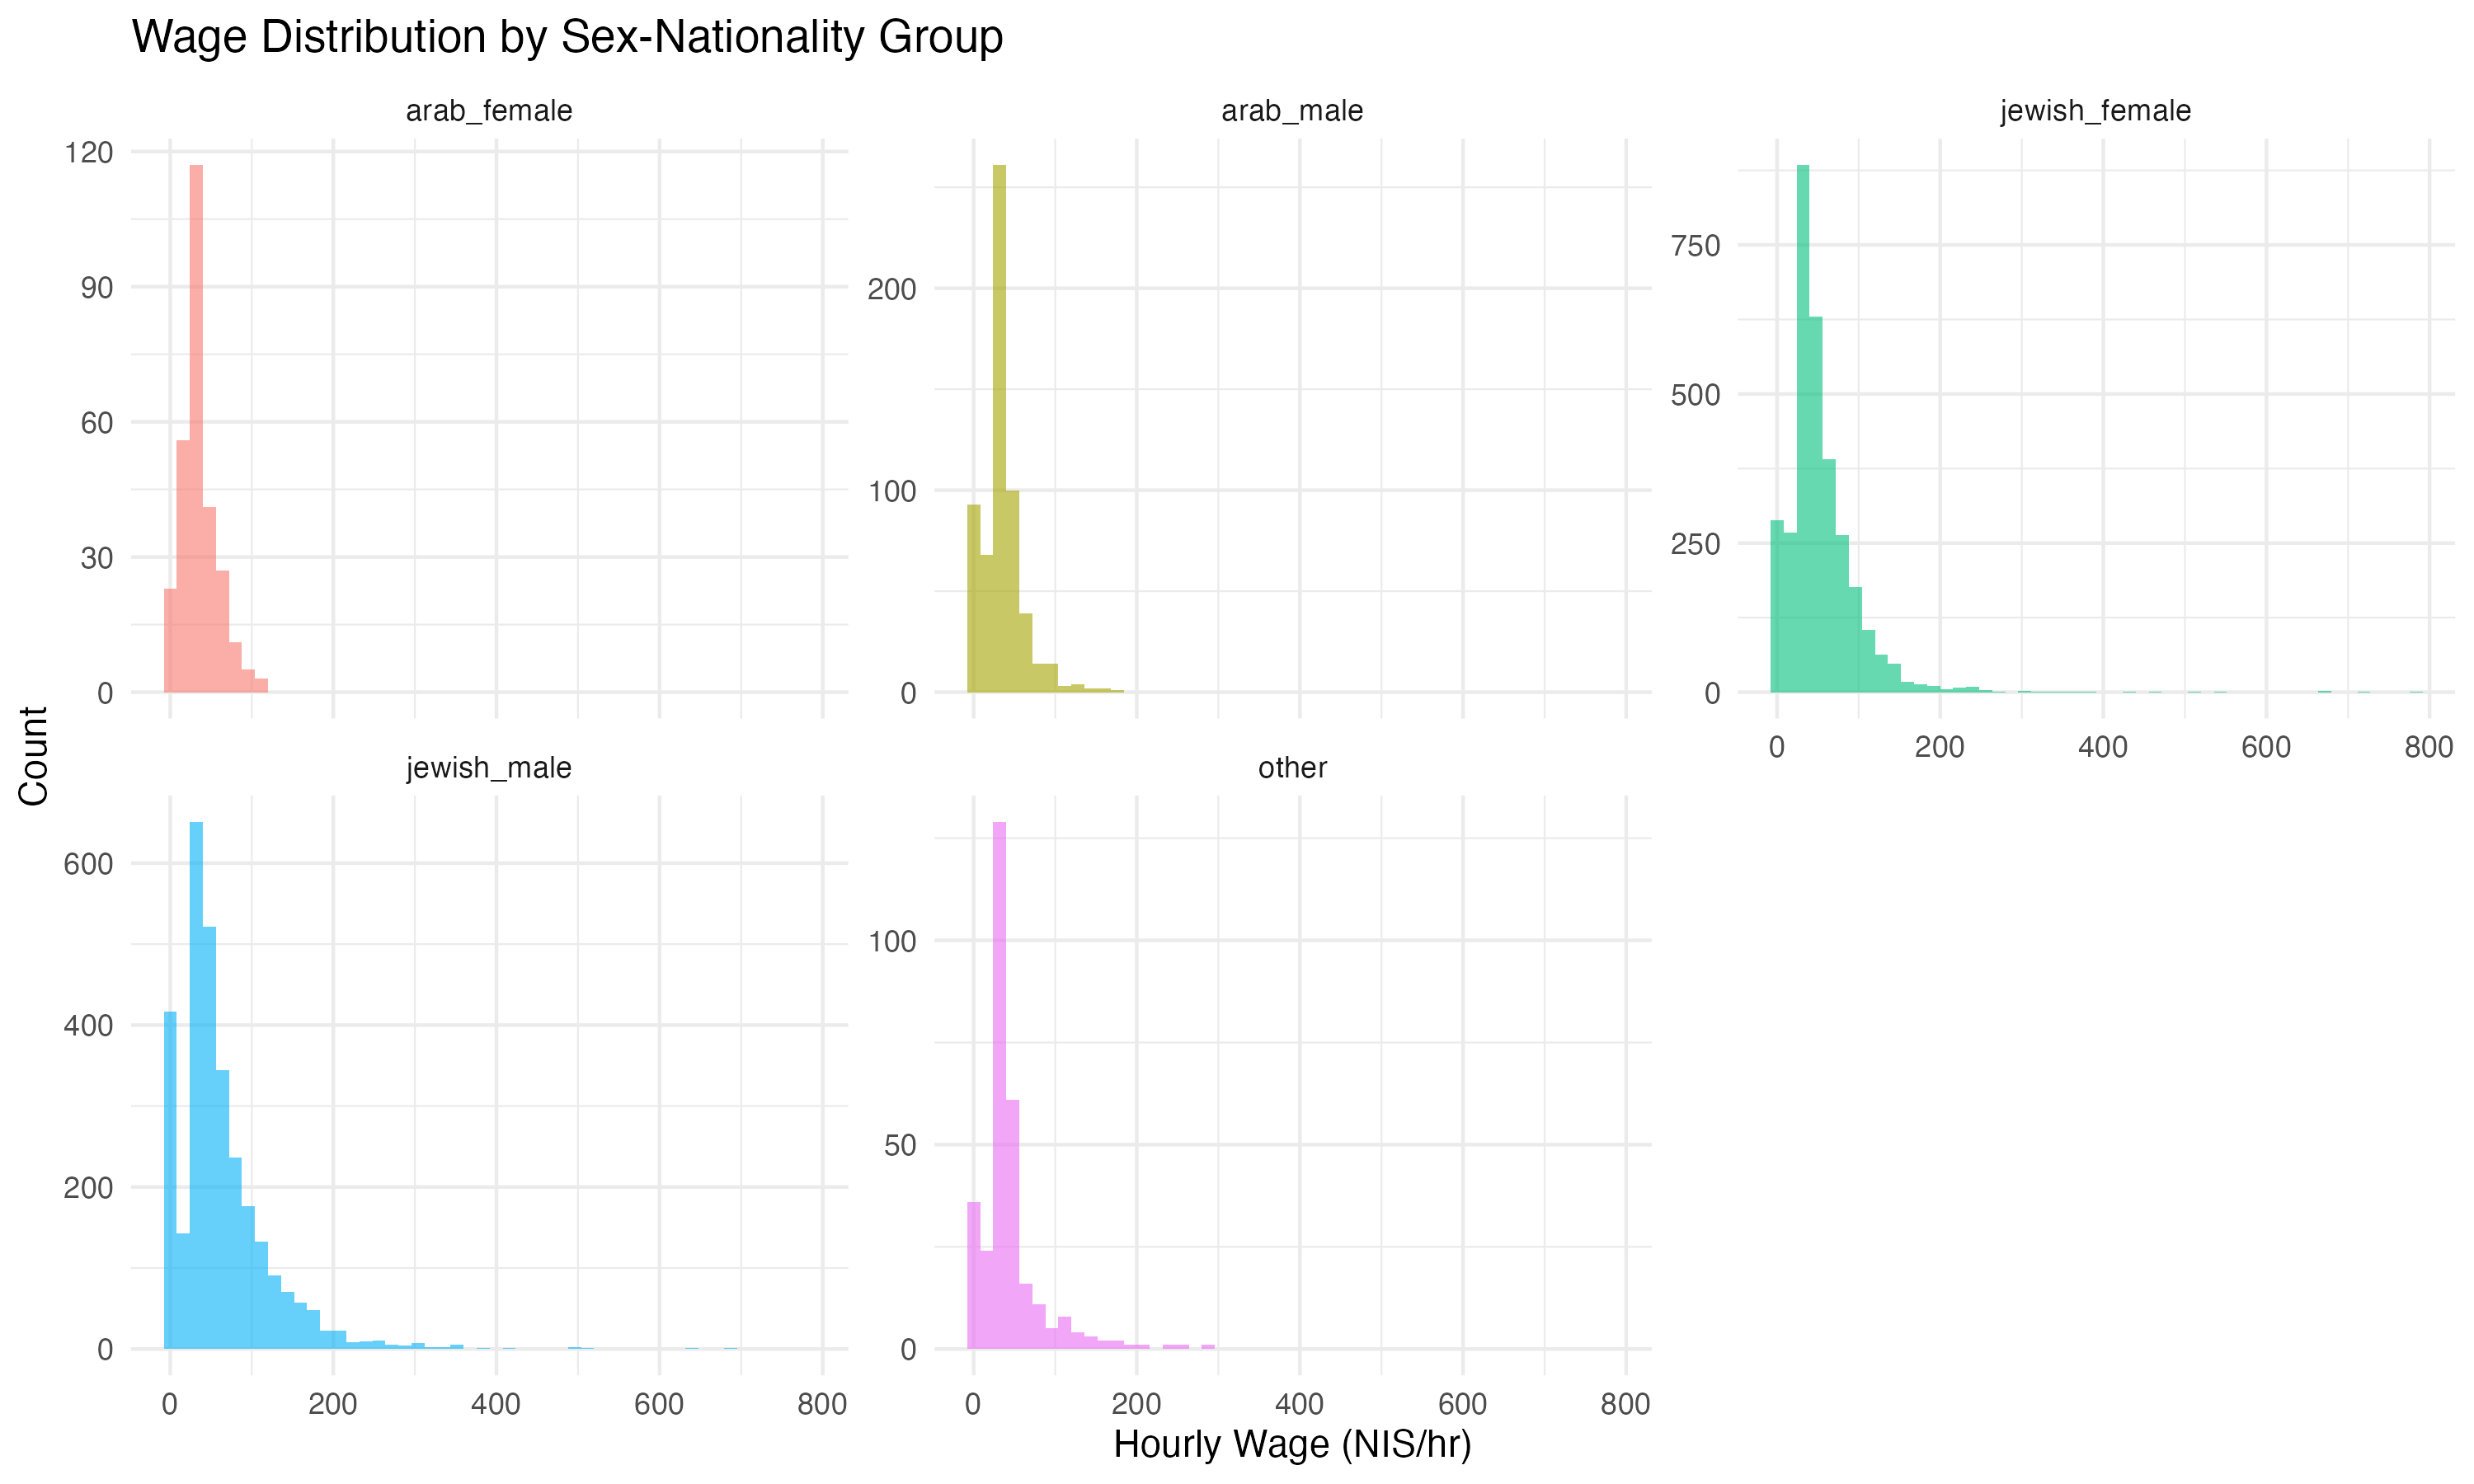 Wage Distribution by Sex-Nationality Group
arab_female
arab_male
jewish_female
120
90
60
30
0
200
100
0
750
500
250
0
0 200 400 600 800
Count
jewish_male
other
600
400
200
0
100
50
0
0 200 400 600 800
0 200 400 600 800
Hourly Wage (NIS/hr)